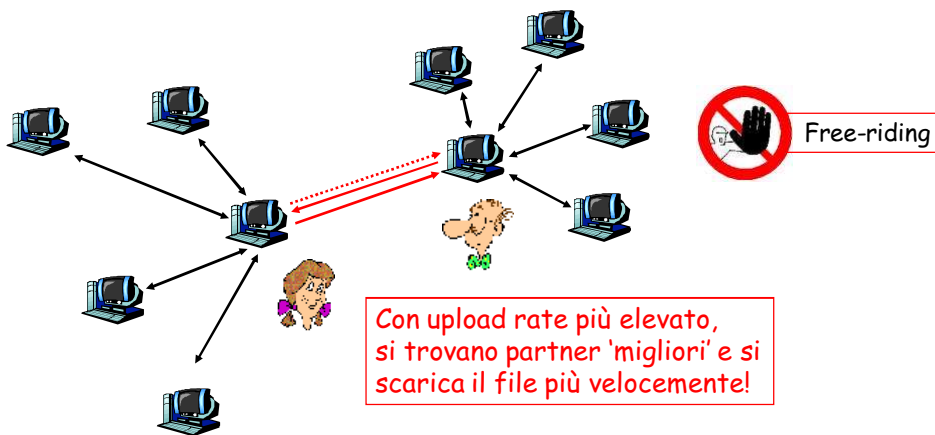 Free-riding
Con upload rate più elevato,
si trovano partner ‘migliori’ e si
scarica il file più velocemente!